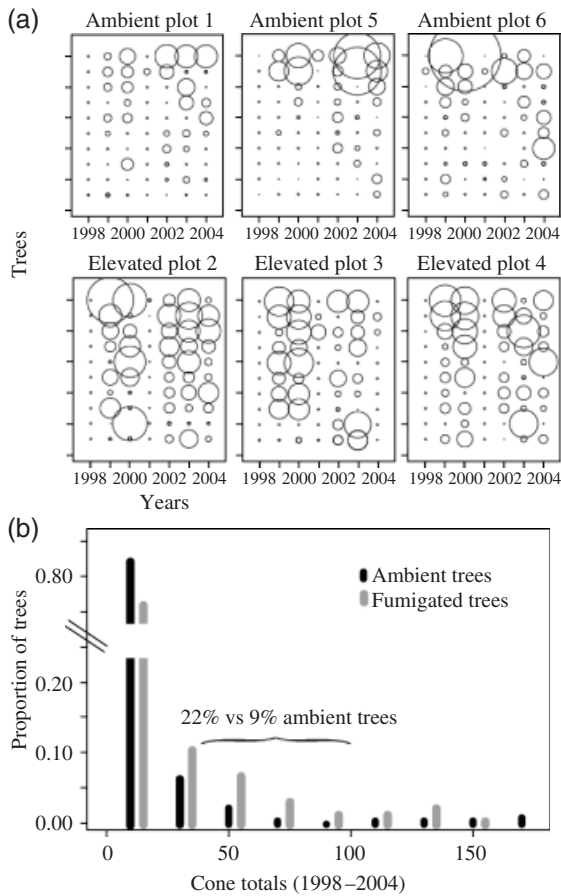 (a)
Ambient plot 1 Ambient plot 5 Ambient plot 6
1998 2000 2002 2004 1998 2000 2002 2004 1998 2000 2002 2004
Trees
Elevated plot 2 Elevated plot 3 Elevated plot 4
1998 2000 2002 2004 1998 2000 2002 2004 1998 2000 2002 2004
Years
(b)
Proportion of trees
0.80
0.20
0.10
0.00
Ambient trees
Fumigated trees
22% vs 9% ambient trees
0 50 100 150
Cone totals (1998–2004)